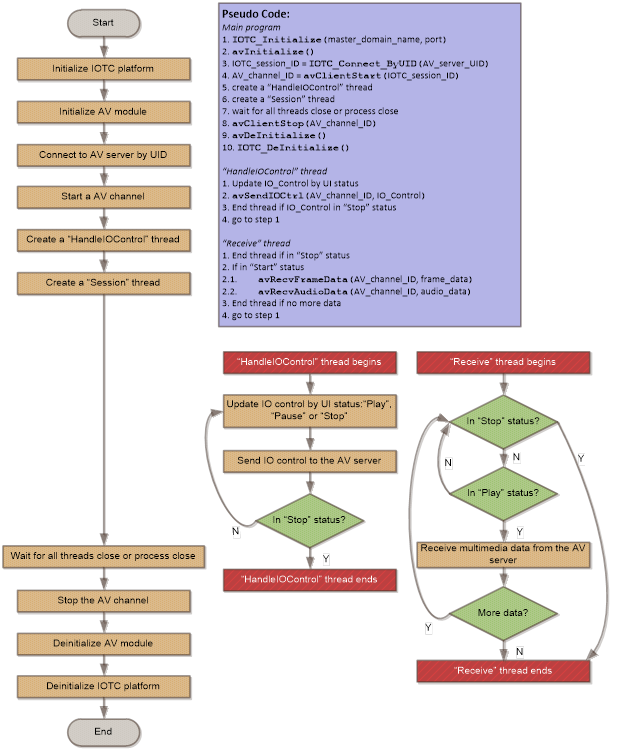 Start
Initialize IOTC platform
Initialize AV module
Connect to AV server by UID
Start a AV channel
Create a "HandleIOControl" thread
Create a "Session" thread
Wait for all threads close or process close
Stop the AV channel
Deinitialize AV module
Deinitialize IOTC platform
End
Pseudo Code:
Main program
1. IOTC_Initialize(master_domain_name, port)
2. avInitialize()
3. IOTC_session_ID = IOTC_Connect_ByUID(AV_server_UID)
4. AV_channel_ID = avClientStart(IOTC_session_ID)
5. create a "HandleIOControl" thread
6. create a "Session" thread
7. wait for all threads close or process close
8. avClientStop(AV_channel_ID)
9. avDeInitialize()
10. IOTC_DeInitialize()
"HandleIOControl" thread
1. Update IO_Control by UI status
2. avSendIOCtrl(AV_channel_ID, IO_Control)
3. End thread if IO_Control in "Stop" status
4. go to step 1
"Receive" thread
1. End thread if in "Stop" status
2. If in "Start" status
2.1. avRecvFrameData(AV_channel_ID, frame_data)
2.2. avRecvAudioData(AV_channel_ID, audio_data)
3. End thread if no more data
4. go to step 1
"HandleIOControl" thread begins
Update IO control by UI status:"Play",
"Pause" or "Stop"
Send IO control to the AV server
In "Stop" status?
N
Y
"HandleIOControl" thread ends
"Receive" thread begins
In "Stop" status?
Y
N
N
In "Play" status?
Y
Receive multimedia data from the AV
server
More data?
Y
N
"Receive" thread ends